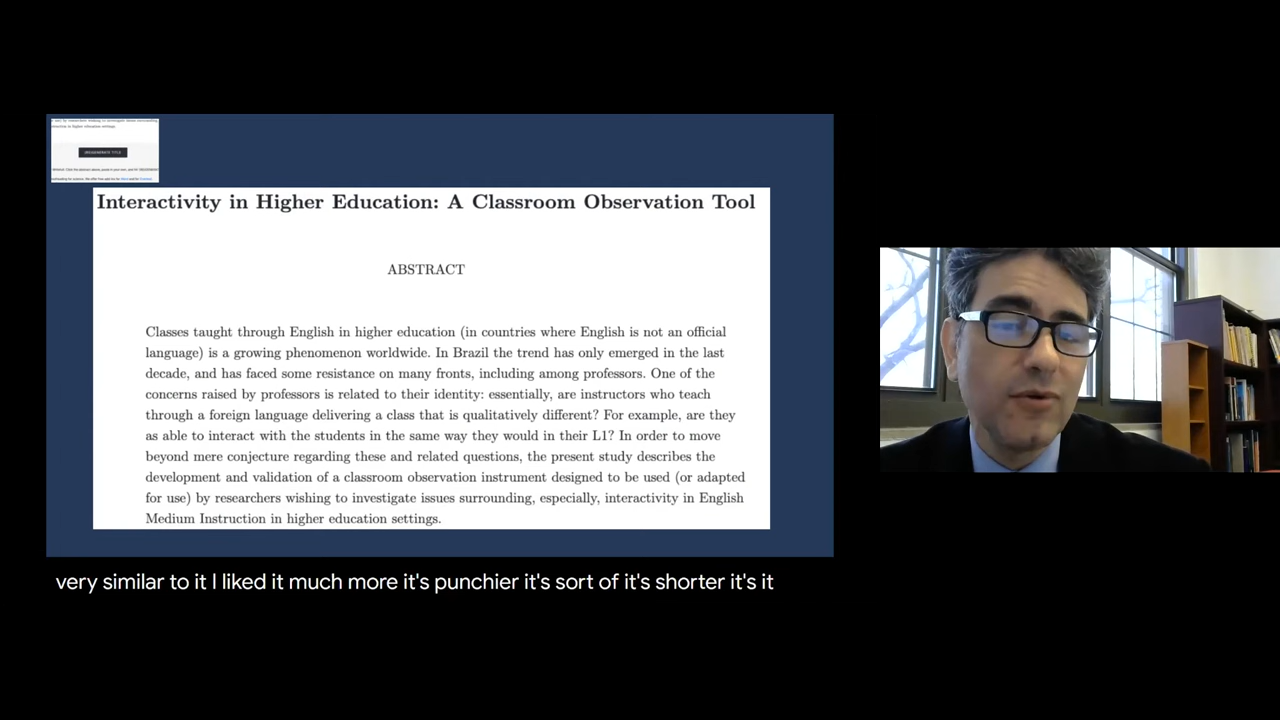 REGENERATE TITLE
Interactivity in Higher Education: A Classroom Observation Tool
ABSTRACT
Classes taught through English in higher education (in countries where English is not an official
language) is a growing phenomenon worldwide. In Brazil the trend has only emerged in the last
decade, and has faced some resistance on many fronts, including among professors. One of the
concerns raised by professors is related to their identity: essentially, are instructors who teach
through a foreign language delivering a class that is qualitatively different? For example, are they
as able to interact with the students in the same way they would in their L1? In order to move
beyond mere conjecture regarding these and related questions, the present study describes the
development and validation of a classroom observation instrument designed to be used (or adapted
for use) by researchers wishing to investigate issues surrounding, especially, interactivity in English
Medium Instruction in higher education settings.
very similar to it I liked it much more it's punchier it's sort of it's shorter it's it